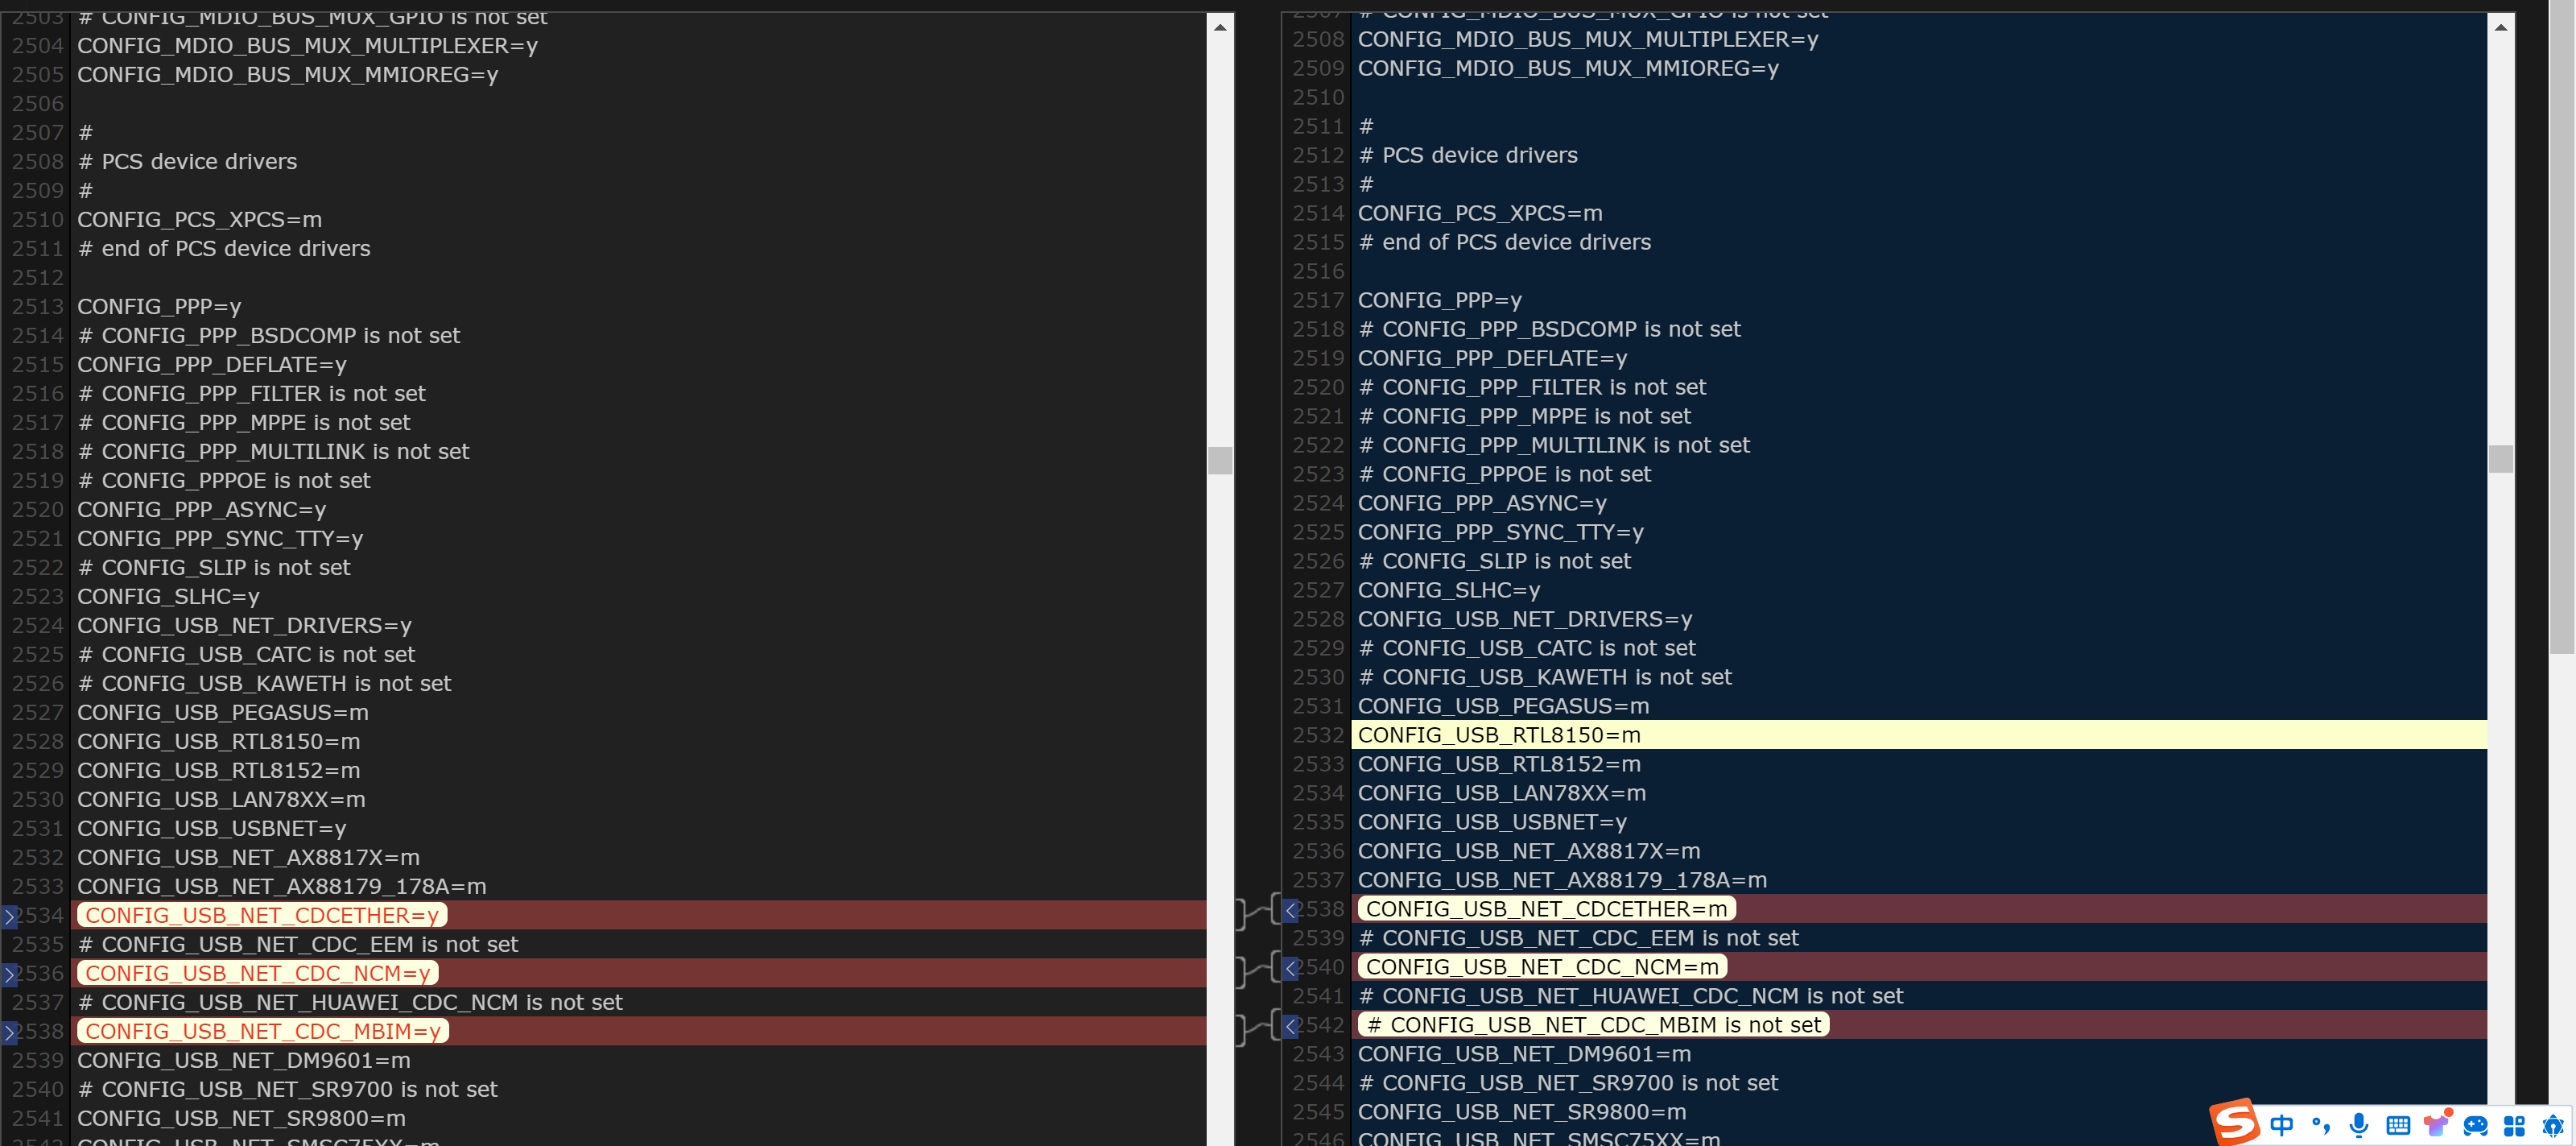 2503 # CONFIG_MDIO_BUS_MUX_GPIO is not set
2504 CONFIG_MDIO_BUS_MUX_MULTIPLEXER=y
2505 CONFIG_MDIO_BUS_MUX_MMIOREG=y
2506
2507 #
2508 # PCS device drivers
2509 #
2510 CONFIG_PCS_XPCS=m
2511 # end of PCS device drivers
2512
2513 CONFIG_PPP=y
2514 # CONFIG_PPP_BSDCOMP is not set
2515 CONFIG_PPP_DEFLATE=y
2516 # CONFIG_PPP_FILTER is not set
2517 # CONFIG_PPP_MPPE is not set
2518 # CONFIG_PPP_MULTILINK is not set
2519 # CONFIG_PPPOE is not set
2520 CONFIG_PPP_ASYNC=y
2521 CONFIG_PPP_SYNC_TTY=y
2522 # CONFIG_SLIP is not set
2523 CONFIG_SLHC=y
2524 CONFIG_USB_NET_DRIVERS=y
2525 # CONFIG_USB_CATC is not set
2526 # CONFIG_USB_KAWETH is not set
2527 CONFIG_USB_PEGASUS=m
2528 CONFIG_USB_RTL8150=m
2529 CONFIG_USB_RTL8152=m
2530 CONFIG_USB_LAN78XX=m
2531 CONFIG_USB_USBNET=y
2532 CONFIG_USB_NET_AX8817X=m
2533 CONFIG_USB_NET_AX88179_178A=m
2534 CONFIG_USB_NET_CDCETHER=y
2535 # CONFIG_USB_NET_CDC_EEM is not set
2536 CONFIG_USB_NET_CDC_NCM=y
2537 # CONFIG_USB_NET_HUAWEI_CDC_NCM is not set
2538 CONFIG_USB_NET_CDC_MBIM=y
2539 CONFIG_USB_NET_DM9601=m
2540 # CONFIG_USB_NET_SR9700 is not set
2541 CONFIG_USB_NET_SR9800=m
2542 CONFIG_USB_NET_SMSC75XX=m
2507 # CONFIG_MDIO_BUS_MUX_GPIO is not set
2508 CONFIG_MDIO_BUS_MUX_MULTIPLEXER=y
2509 CONFIG_MDIO_BUS_MUX_MMIOREG=y
2510
2511 #
2512 # PCS device drivers
2513 #
2514 CONFIG_PCS_XPCS=m
2515 # end of PCS device drivers
2516
2517 CONFIG_PPP=y
2518 # CONFIG_PPP_BSDCOMP is not set
2519 CONFIG_PPP_DEFLATE=y
2520 # CONFIG_PPP_FILTER is not set
2521 # CONFIG_PPP_MPPE is not set
2522 # CONFIG_PPP_MULTILINK is not set
2523 # CONFIG_PPPOE is not set
2524 CONFIG_PPP_ASYNC=y
2525 CONFIG_PPP_SYNC_TTY=y
2526 # CONFIG_SLIP is not set
2527 CONFIG_SLHC=y
2528 CONFIG_USB_NET_DRIVERS=y
2529 # CONFIG_USB_CATC is not set
2530 # CONFIG_USB_KAWETH is not set
2531 CONFIG_USB_PEGASUS=m
2532 CONFIG_USB_RTL8150=m
2533 CONFIG_USB_RTL8152=m
2534 CONFIG_USB_LAN78XX=m
2535 CONFIG_USB_USBNET=y
2536 CONFIG_USB_NET_AX8817X=m
2537 CONFIG_USB_NET_AX88179_178A=m
2538 CONFIG_USB_NET_CDCETHER=m
2539 # CONFIG_USB_NET_CDC_EEM is not set
2540 CONFIG_USB_NET_CDC_NCM=m
2541 # CONFIG_USB_NET_HUAWEI_CDC_NCM is not set
2542 # CONFIG_USB_NET_CDC_MBIM is not set
2543 CONFIG_USB_NET_DM9601=m
2544 # CONFIG_USB_NET_SR9700 is not set
2545 CONFIG_USB_NET_SR9800=m
2546 CONFIG_USB_NET_SMSC75XX=m
S 中